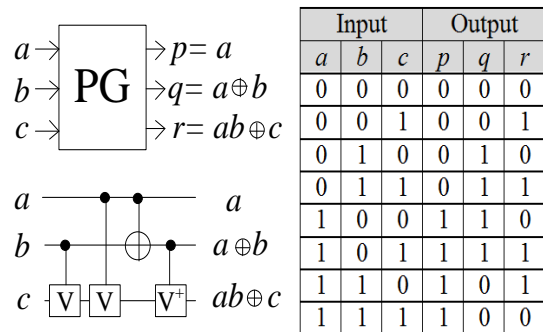 a
b
c
PG
p= a
q= a⊕b
r= ab⊕c
a
b
c
V
V
V+
a
a⊕b
ab⊕c
Input Output
a b c p q r
0 0 0 0 0 0
0 0 1 0 0 1
0 1 0 0 1 0
0 1 1 0 1 1
1 0 0 1 1 0
1 0 1 1 1 1
1 1 0 1 0 1
1 1 1 1 0 0